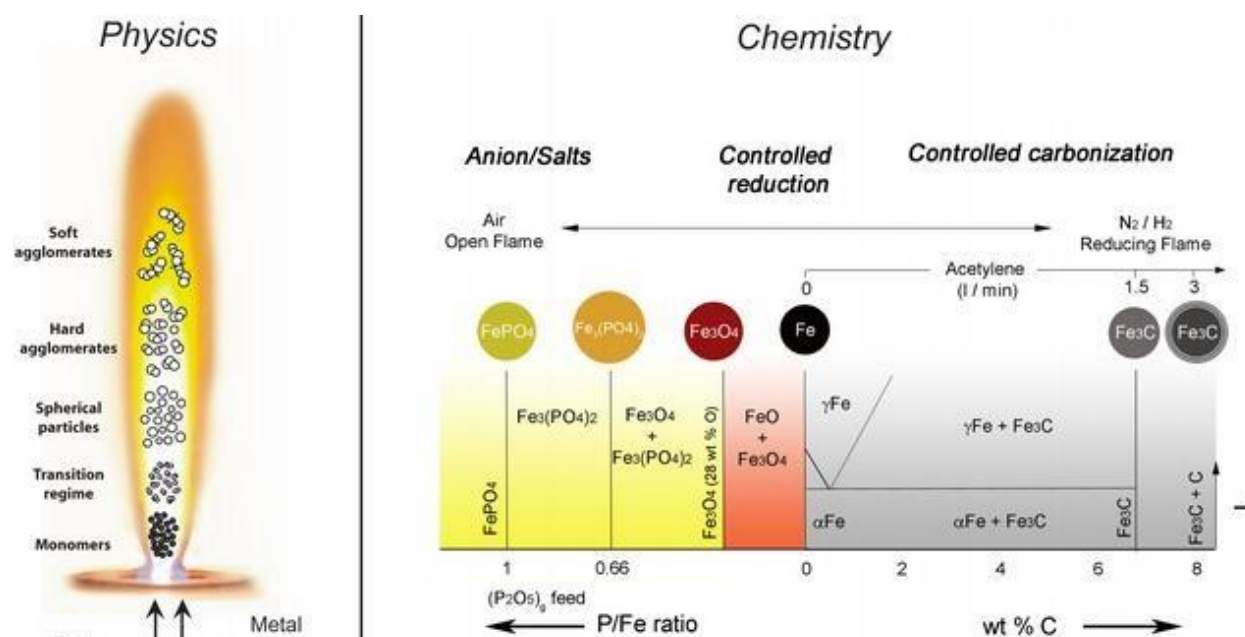 Physics
Soft
agglomerates
Hard
agglomerates
Spherical
particles
Transition
regime
Monomers
Metal
Chemistry
Anion/Salts
Controlled
reduction
Controlled carbonization
Air
Open Flame
N2 / H2
Reducing Flame
0
Acetylene
(l / min)
1.5
3
FePO4
Fe3O4
Fe
Fe3C
Fe3C
Fe3(PO4)2
Fe3O4
+
Fe3(PO4)2
FeO
+
Fe3O4
γFe
γFe + Fe3C
FePO4
Fe3O4 (28 wt % O)
αFe
αFe + Fe3C
Fe3C
Fe3C + C
1
0.66
0
2
4
6
8
(P2O5)g feed
P/Fe ratio
wt % C